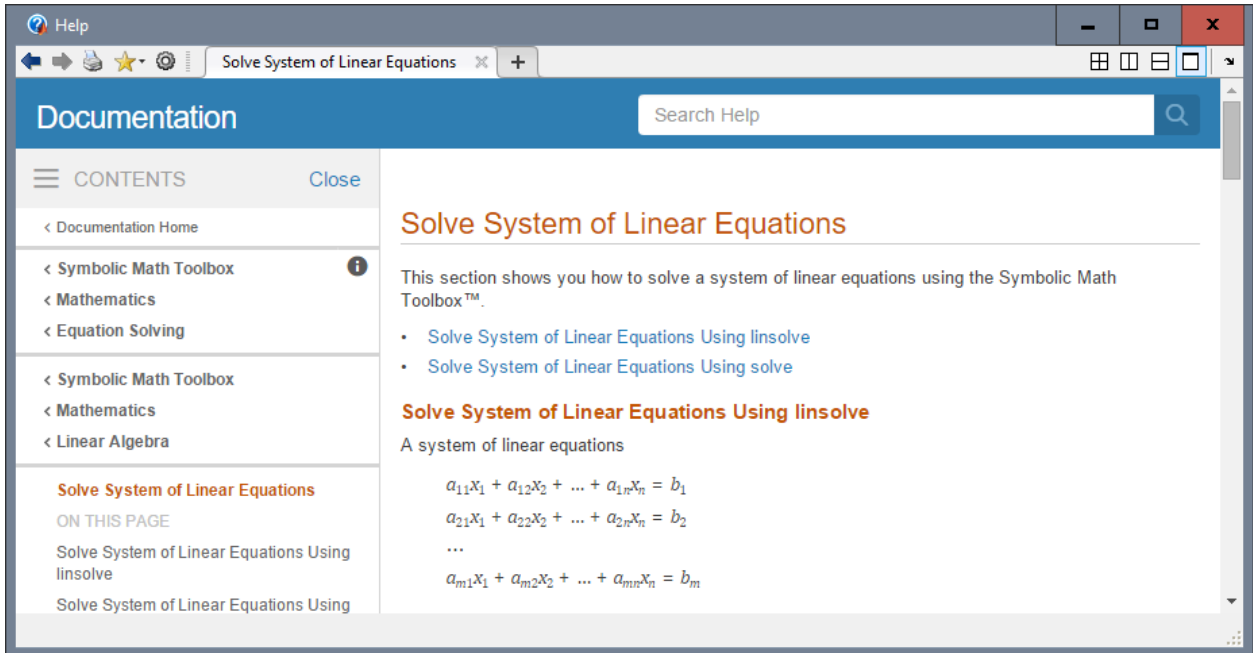 Help
Solve System of Linear Equations
Documentation
Search Help
CONTENTS
Close
< Documentation Home
< Symbolic Math Toolbox
< Mathematics
< Equation Solving
< Symbolic Math Toolbox
< Mathematics
< Linear Algebra
Solve System of Linear Equations
ON THIS PAGE
Solve System of Linear Equations Using
linsolve
Solve System of Linear Equations Using
Solve System of Linear Equations
This section shows you how to solve a system of linear equations using the Symbolic Math
Toolbox™.
• Solve System of Linear Equations Using linsolve
• Solve System of Linear Equations Using solve
Solve System of Linear Equations Using linsolve
A system of linear equations
a₁₁x₁ + a₁₂x₂ + ... + a₁ₙxₙ = b₁
a₂₁x₁ + a₂₂x₂ + ... + a₂ₙxₙ = b₂
...
aₘ₁x₁ + aₘ₂x₂ + ... + aₘₙxₙ = bₘ